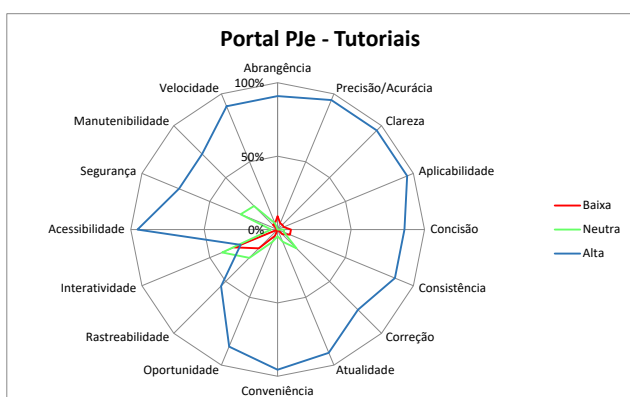 Portal PJe - Tutoriais
Abrangência
100%
Velocidade
Precisão/Acurácia
Manutenibilidade
Clareza
50%
Segurança
Aplicabilidade
Acessibilidade
0%
Concisão
Baixa
Neutra
Alta
Interatividade
Consistência
Rastreabilidade
Correção
Oportunidade
Atualidade
Conveniência